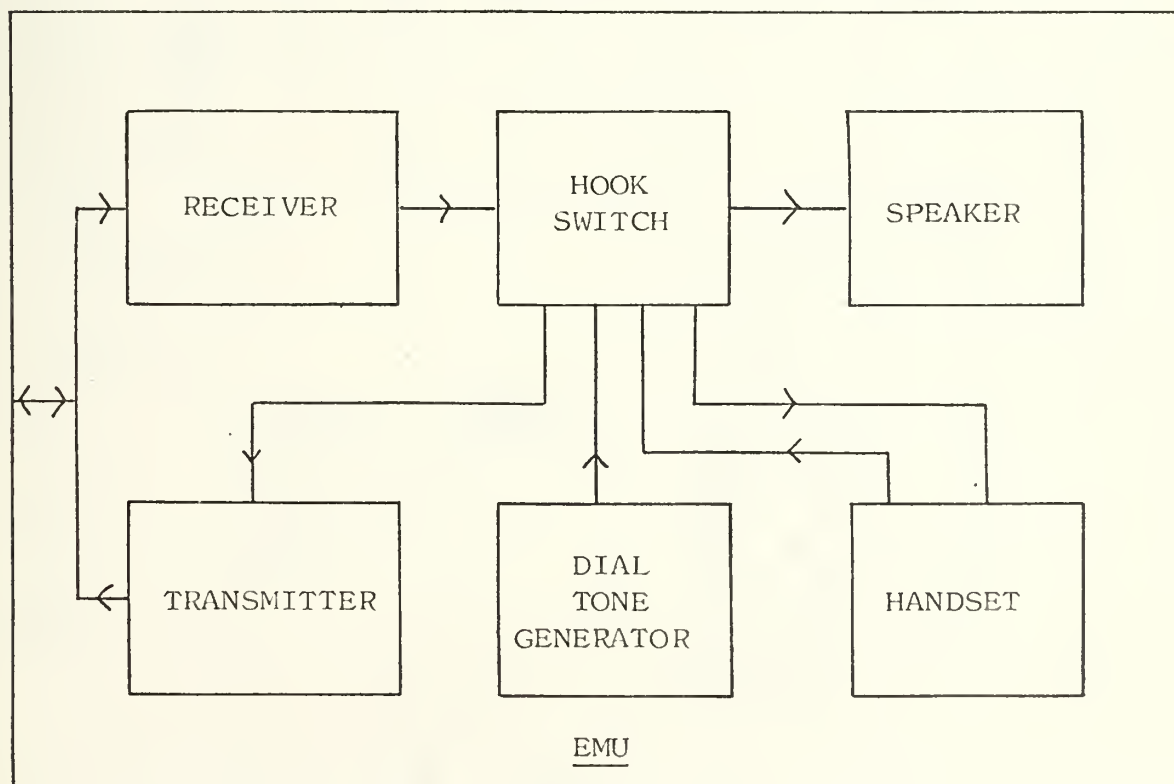 RECEIVER
HOOK
SWITCH
SPEAKER
TRANSMITTER
DIAL
TONE
GENERATOR
HANDSET
EMU